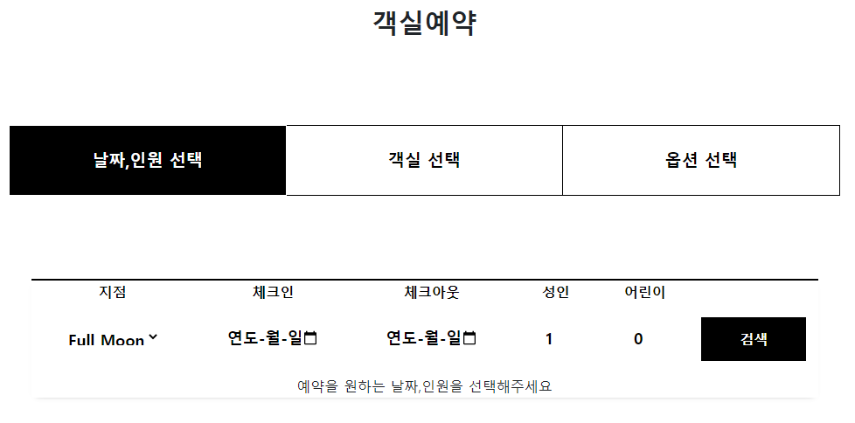 객실예약
날짜,인원 선택 객실 선택 옵션 선택
지점 체크인 체크아웃 성인 어린이
Full Moon 연도-월-일 연도-월-일 1 0 검색
예약을 원하는 날짜,인원을 선택해주세요